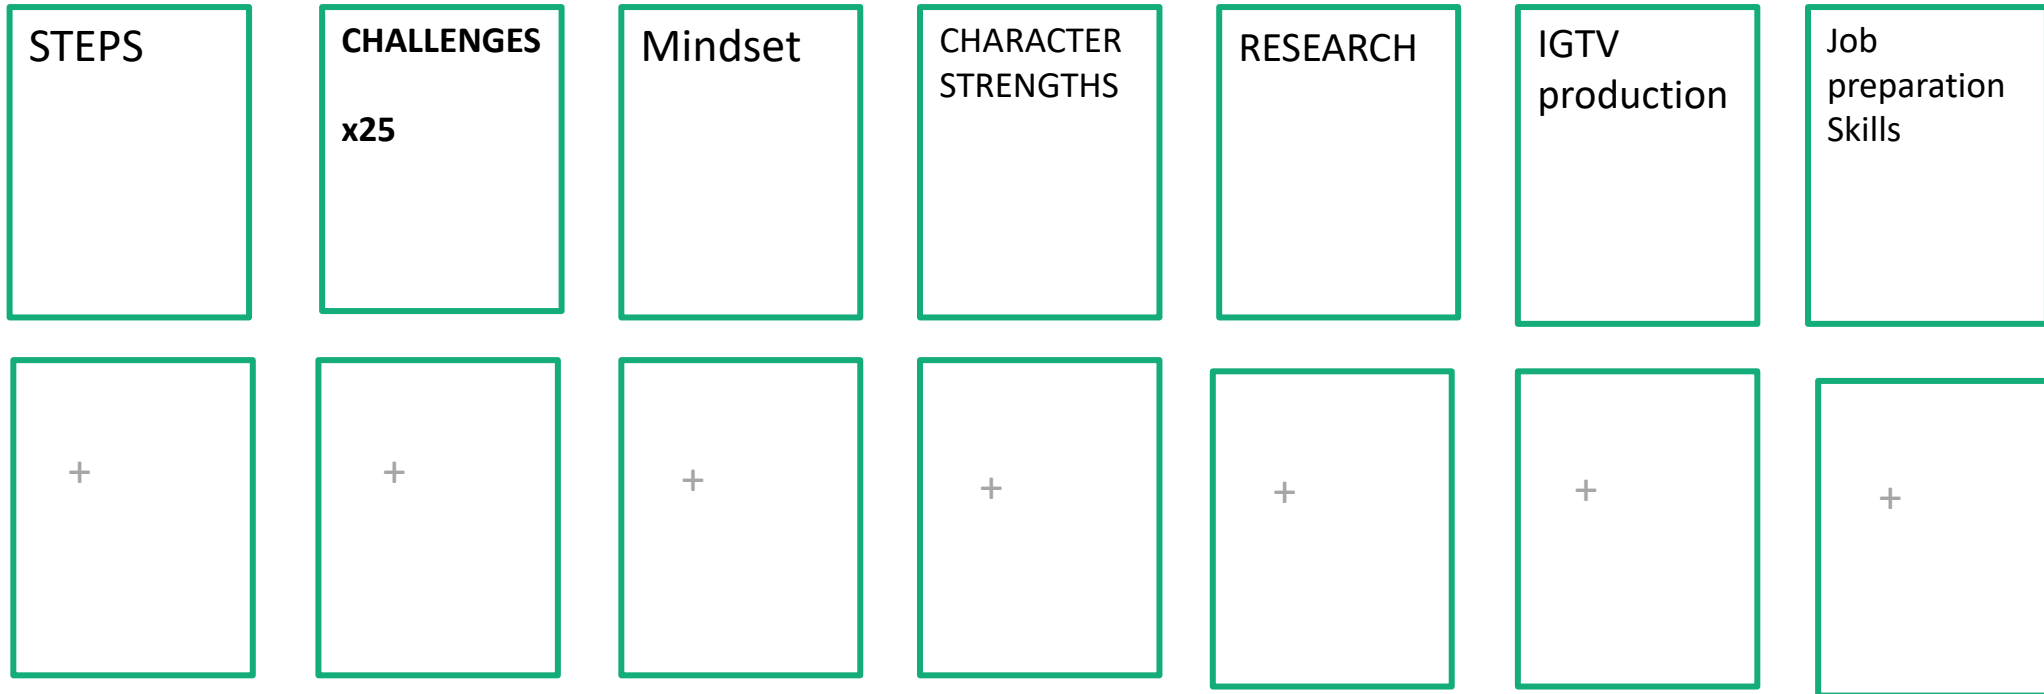 STEPS
CHALLENGES
x25
Mindset
CHARACTER
STRENGTHS
RESEARCH
IGTV
production
Job
preparation
Skills
+
+
+
+
+
+
+